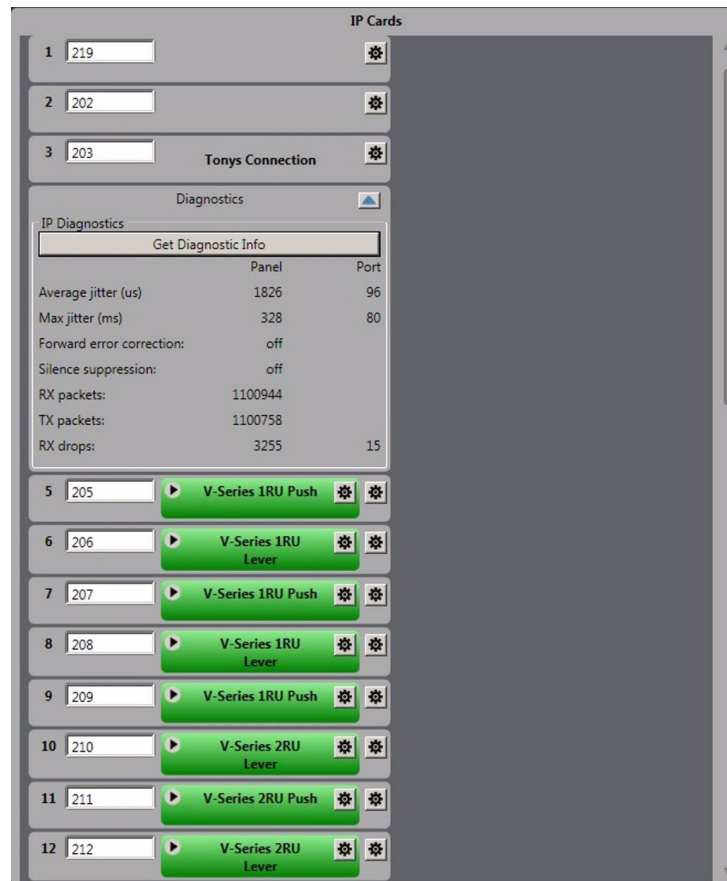 IP Cards
1 219
2 202
3 203 Tonys Connection
Diagnostics
IP Diagnostics
Get Diagnostic Info
Panel Port
Average jitter (us) 1826 96
Max jitter (ms) 328 80
Forward error correction: off
Silence suppression: off
RX packets: 1100944
TX packets: 1100758
RX drops: 3255 15
5 205 V-Series 1RU Push
6 206 V-Series 1RU
Lever
7 207 V-Series 1RU Push
8 208 V-Series 1RU
Lever
9 209 V-Series 1RU Push
10 210 V-Series 2RU
Lever
11 211 V-Series 2RU Push
12 212 V-Series 2RU
Lever